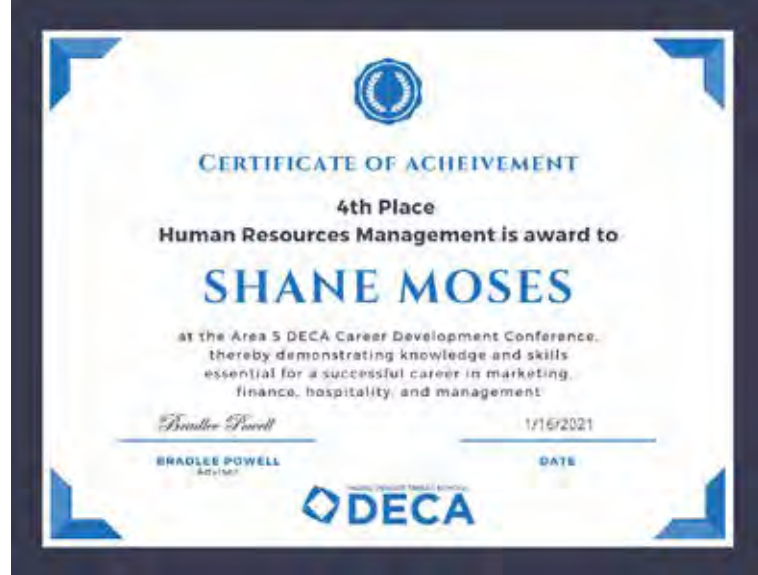 CERTIFICATE OF ACHEIVEMENT
4th Place
Human Resources Management is award to
SHANE MOSES
at the Area 5 DECA Career Development Conference,
thereby demonstrating knowledge and skills
essential for a successful career in marketing,
finance, hospitality, and management
Bradlee Powell 1/16/2021
BRADLEE POWELL DATE
Adviser
DECA